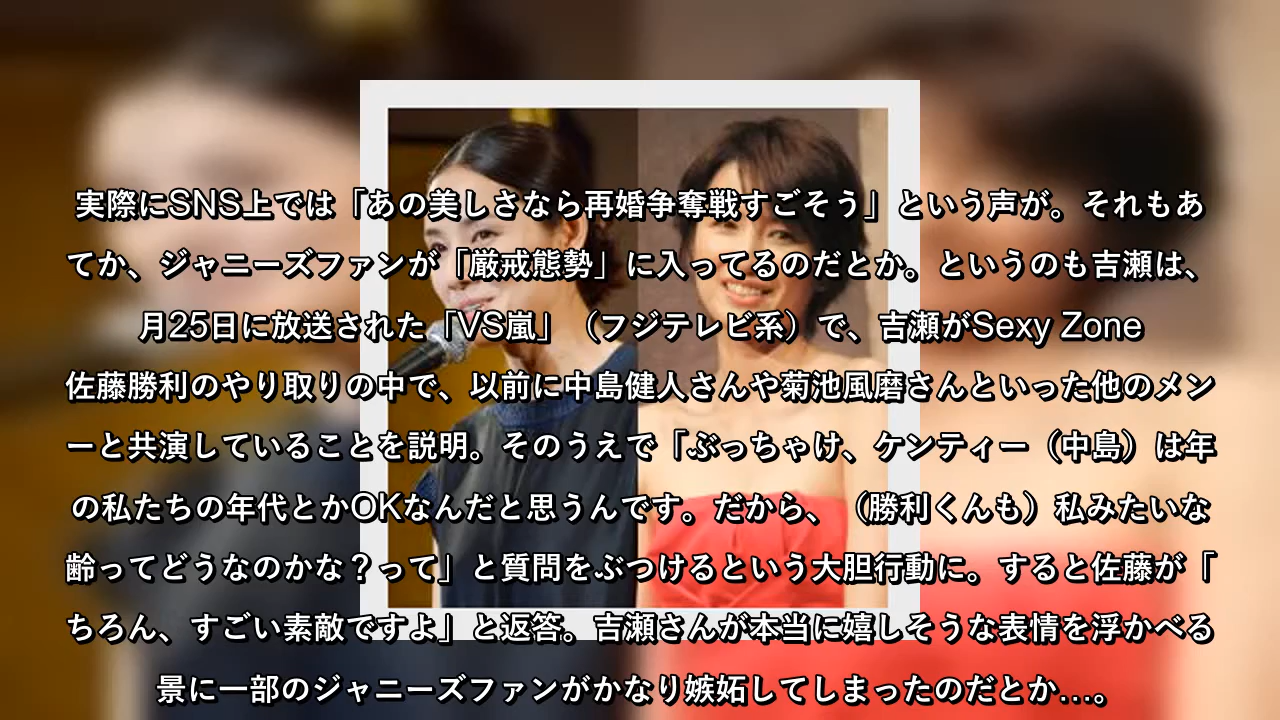 実際にSNS上では「あの美しさなら再婚争奪戦すごそう」という声が。それもあ
てか、ジャニーズファンが「厳戒態勢」に入ってるのだとか。というのも吉瀬は、
月25日に放送された「VS嵐」（フジテレビ系）で、吉瀬がSexy Zone
佐藤勝利のやり取りの中で、以前に中島健人さんや菊池風磨さんといった他のメン
ーと共演していることを説明。そのうえで「ぶっちゃけ、ケンティー（中島）は年
の私たちの年代とかOKなんだと思うんです。だから、（勝利くんも）私みたいな
齢ってどうなのかな？って」と質問をぶつけるという大胆行動に。すると佐藤が「
ちろん、すごい素敵ですよ」と返答。吉瀬さんが本当に嬉しそうな表情を浮かべる
景に一部のジャニーズファンがかなり嫉妬してしまったのだとか…。